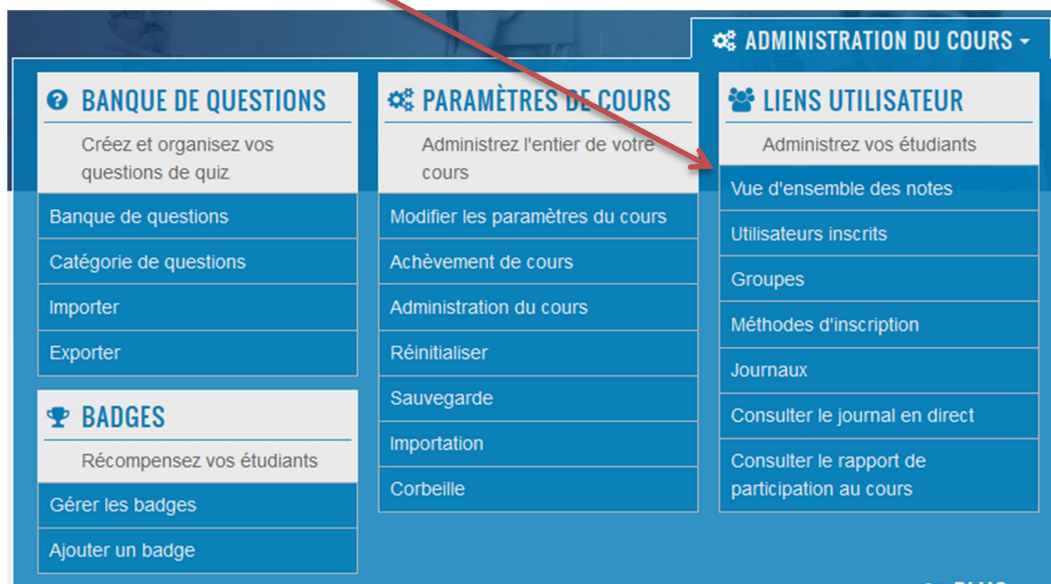 ADMINISTRATION DU COURS
BANQUE DE QUESTIONS
Créez et organisez vos
questions de quiz
Banque de questions
Catégorie de questions
Importer
Exporter
BADGES
Récompensez vos étudiants
Gérer les badges
Ajouter un badge
PARAMÈTRES DE COURS
Administrez l'entier de votre
cours
Modifier les paramètres du cours
Achèvement de cours
Administration du cours
Réinitialiser
Sauvegarde
Importation
Corbeille
LIENS UTILISATEUR
Administrez vos étudiants
Vue d'ensemble des notes
Utilisateurs inscrits
Groupes
Méthodes d'inscription
Journaux
Consulter le journal en direct
Consulter le rapport de
participation au cours